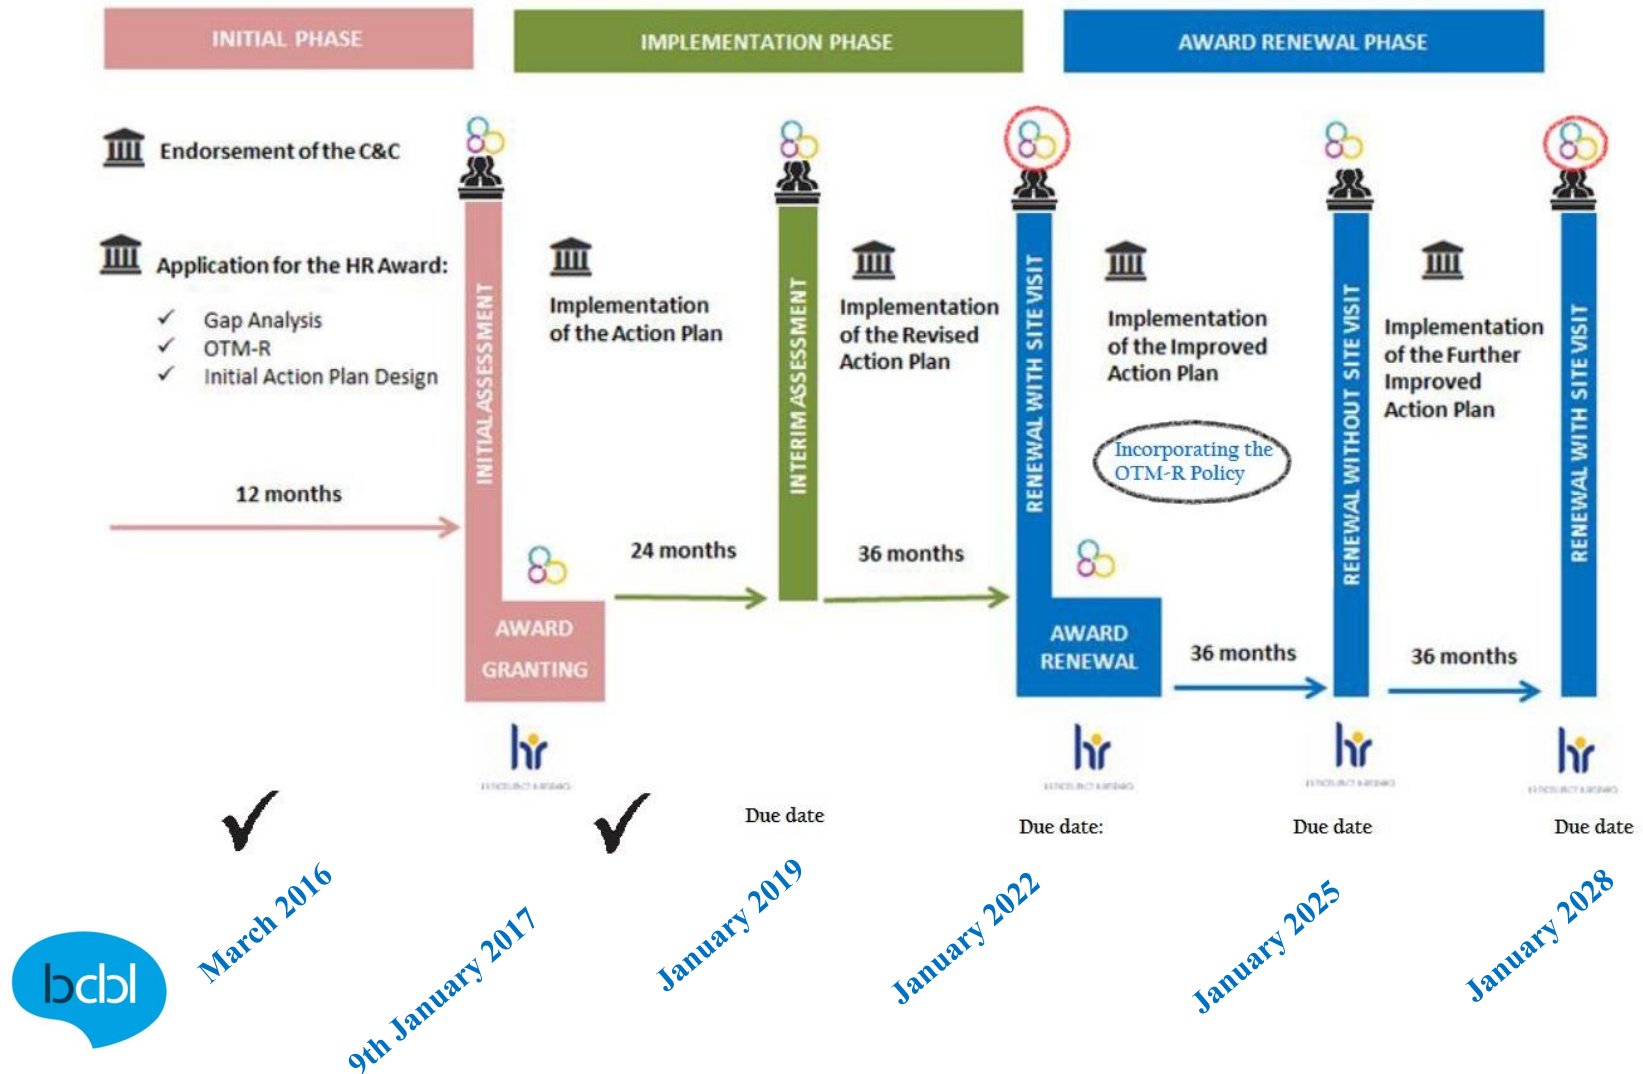 INITIAL PHASE
IMPLEMENTATION PHASE
AWARD RENEWAL PHASE
Endorsement of the C&C
Application for the HR Award:
✓ Gap Analysis
✓ OTM-R
✓ Initial Action Plan Design
12 months
INITIAL ASSESSMENT
AWARD
GRANTING
Implementation
of the Action Plan
24 months
INTERIM ASSESSMENT
Implementation
of the Revised
Action Plan
36 months
RENEWAL WITH SITE VISIT
AWARD
RENEWAL
Implementation
of the Improved
Action Plan
Incorporating the
OTM-R Policy
36 months
RENEWAL WITHOUT SITE VISIT
Implementation
of the Further
Improved
Action Plan
36 months
RENEWAL WITH SITE VISIT
hr
hr
hr
hr
Due date
Due date:
Due date
Due date
March 2016
9th January 2017
January 2019
January 2022
January 2025
January 2028
bcbl